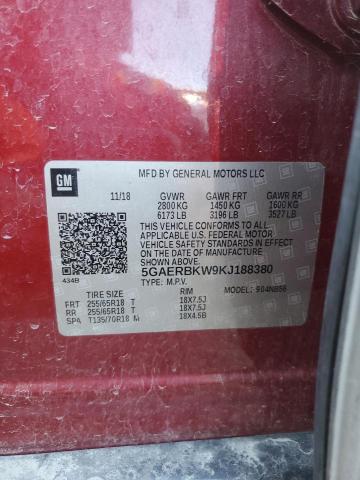 GM
MFD BY GENERAL MOTORS LLC
11/18 GVWR GAWR FRT GAWR RR
2800 KG 1450 KG 1600 KG
6173 LB 3196 LB 3527 LB
THIS VEHICLE CONFORMS TO ALL
APPLICABLE U.S. FEDERAL MOTOR
VEHICLE SAFETY STANDARDS IN
EFFECT ON THE DATE OF
MANUFACTURE SHOWN ABOVE.
434B
5GAERBKW9KJ188380
TYPE: M.P.V. MODEL: 904NB56
TIRE SIZE RIM
FRT 255/65R18 18X7.5J
RR 255/65R18 T 18X7.5J
SPA T135/70R18 M 18X4.5B